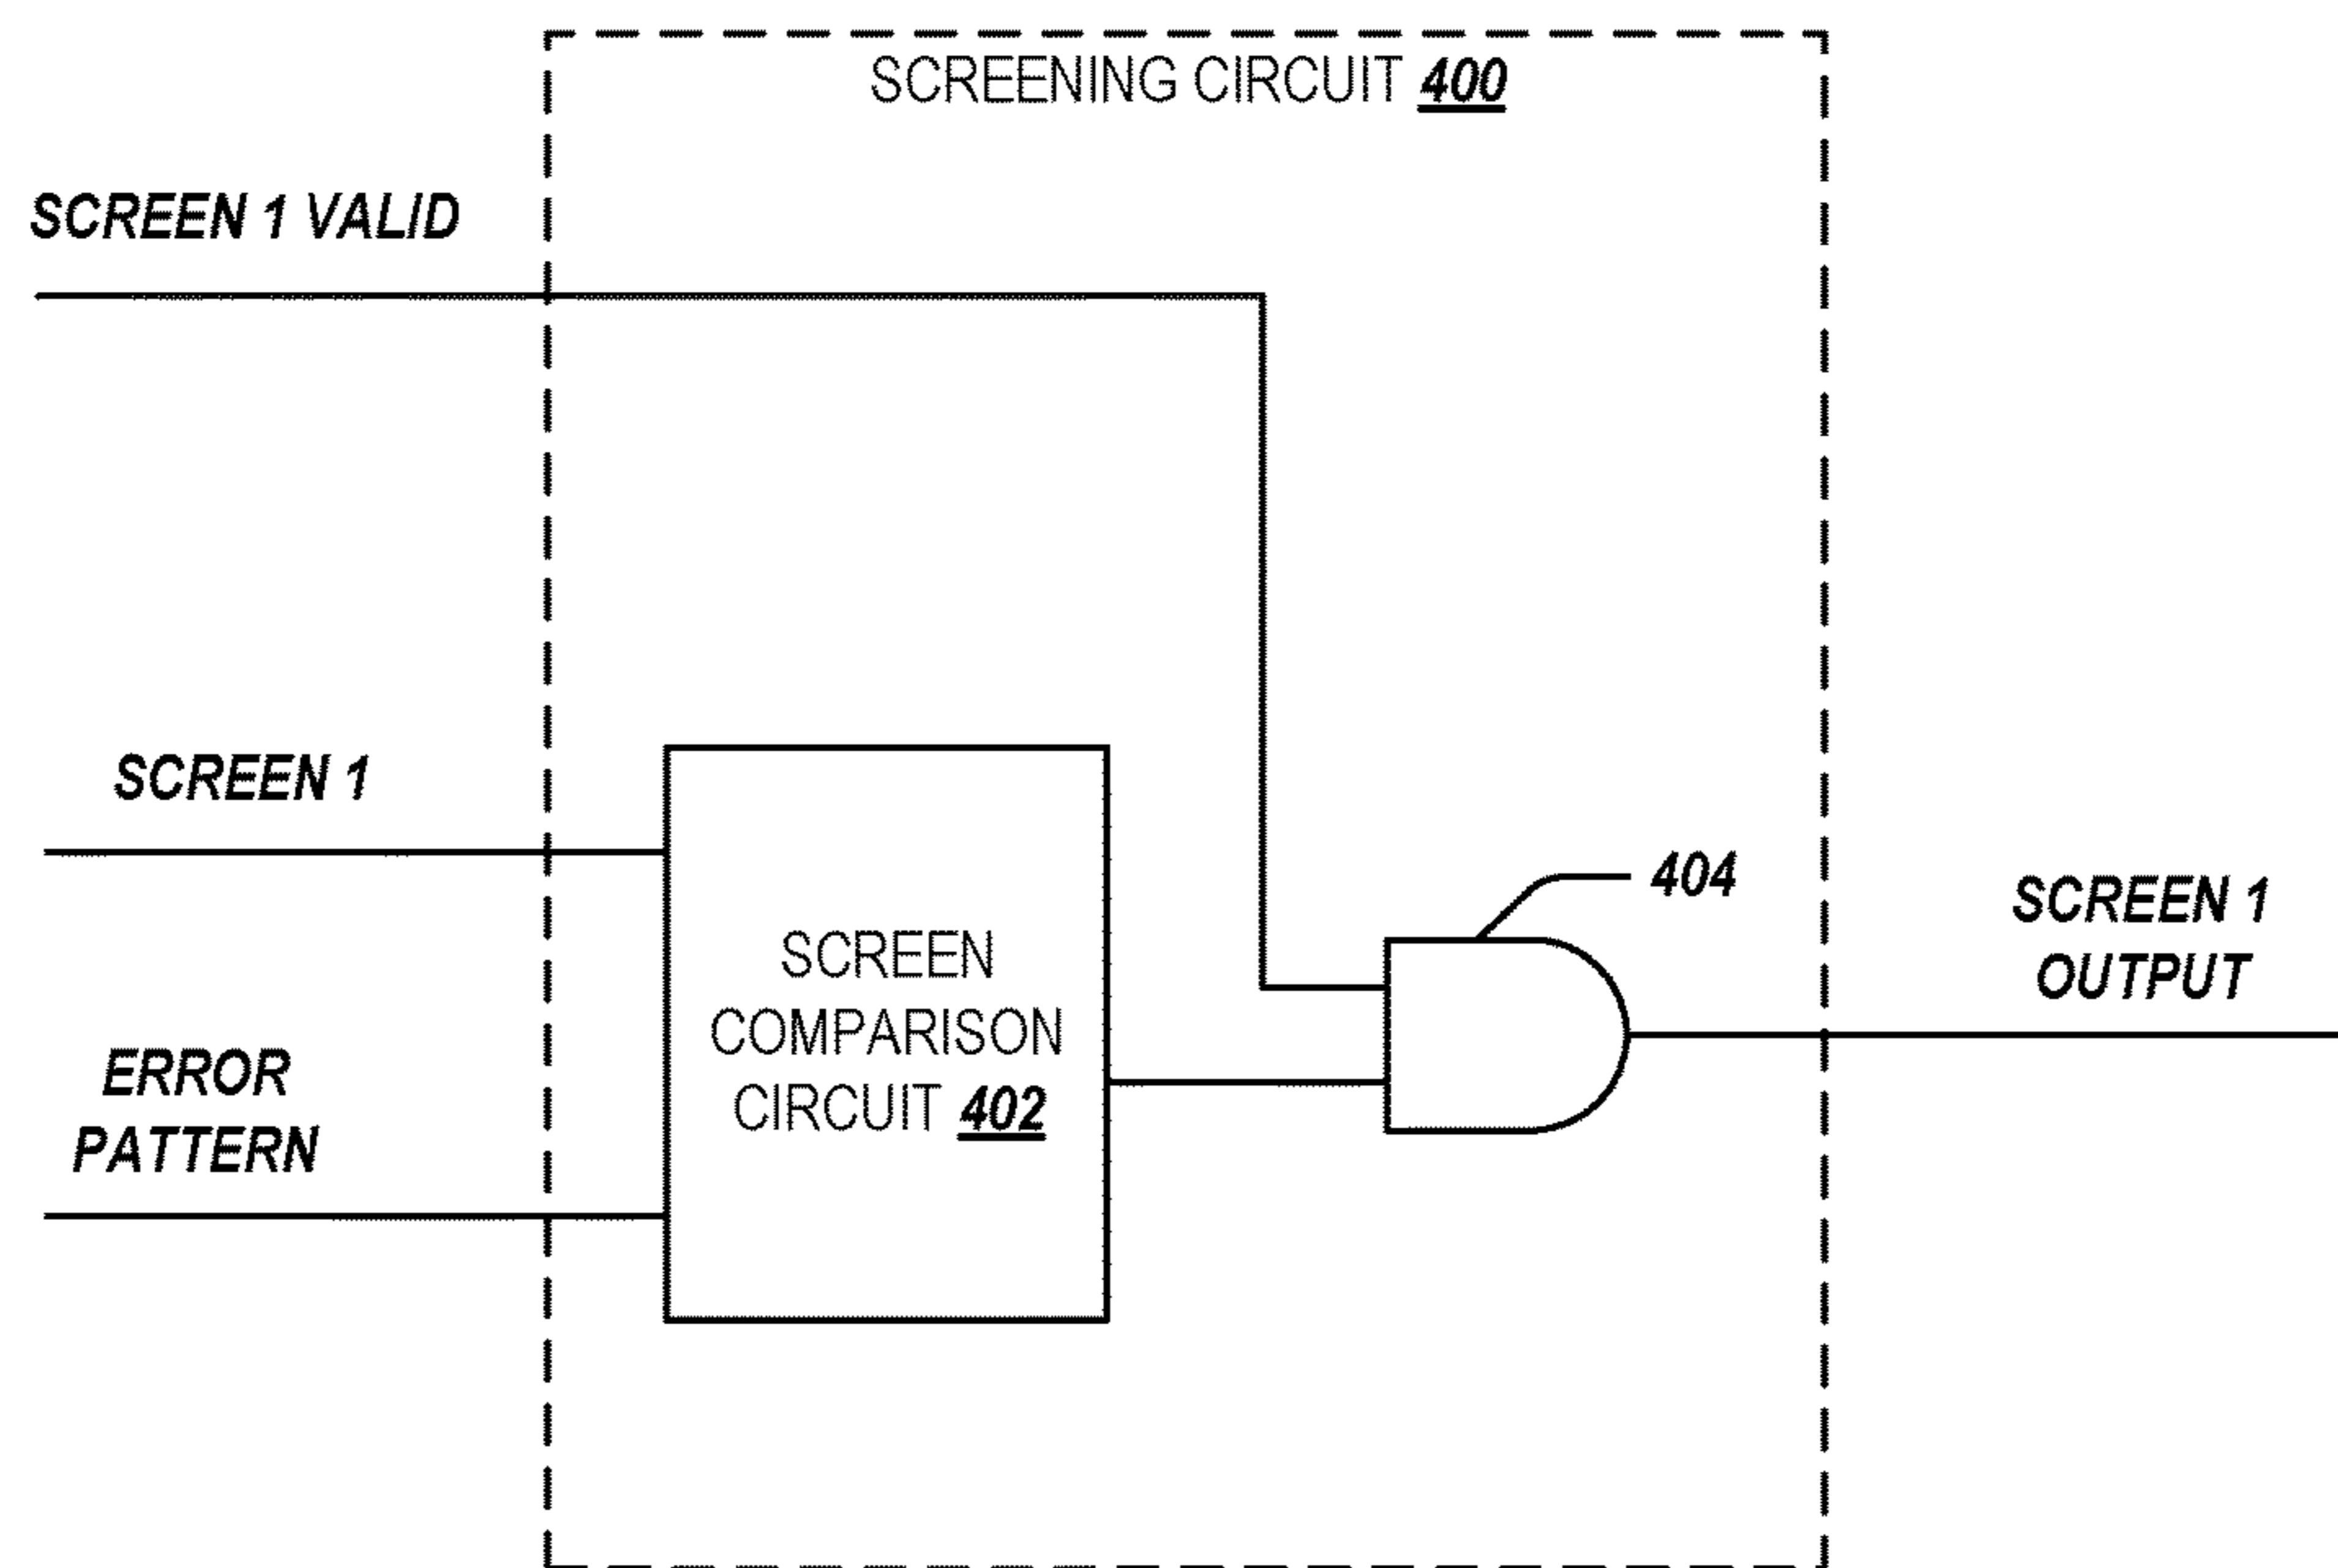 SCREENING CIRCUIT 400
SCREEN 1 VALID
SCREEN 1
ERROR
PATTERN
SCREEN
COMPARISON
CIRCUIT 402
404
SCREEN 1
OUTPUT